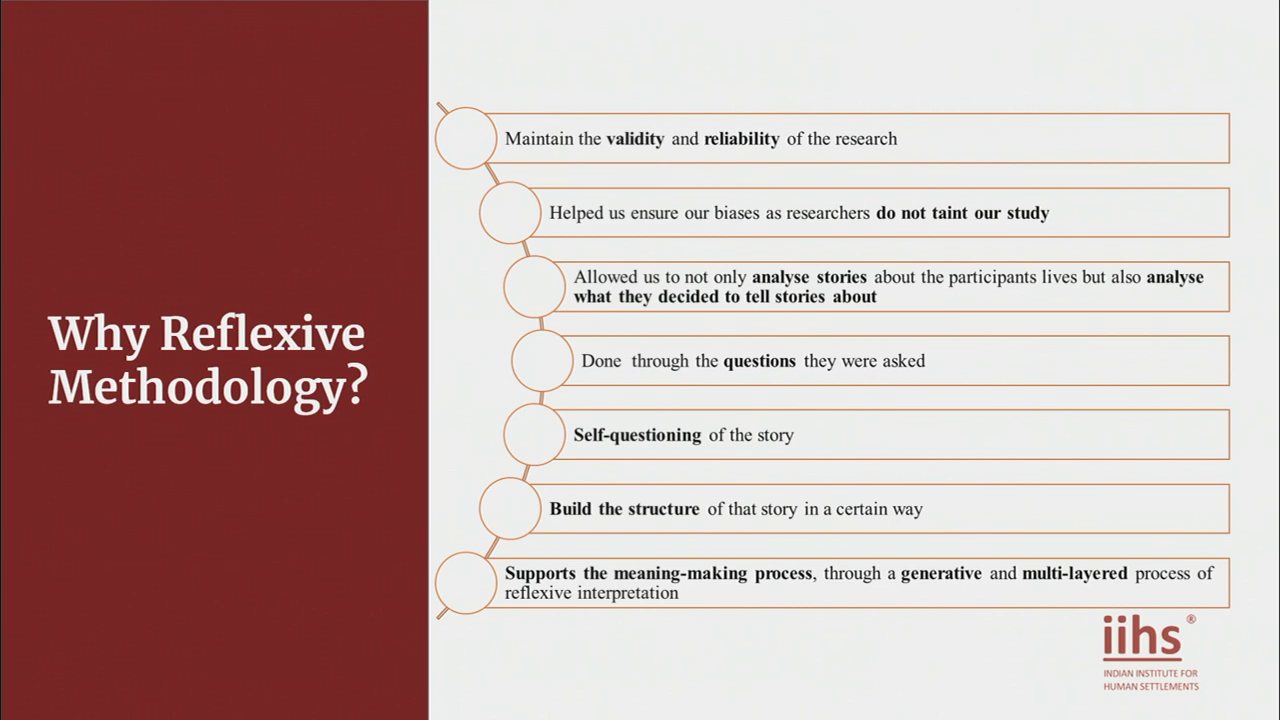 Why Reflexive
Methodology?
Maintain the validity and reliability of the research
Helped us ensure our biases as researchers do not taint our study
Allowed us to not only analyse stories about the participants lives but also analyse
what they decided to tell stories about
Done through the questions they were asked
Self-questioning of the story
Build the structure of that story in a certain way
Supports the meaning-making process, through a generative and multi-layered process of
reflexive interpretation
iihs®
INDIAN INSTITUTE FOR
HUMAN SETTLEMENTS